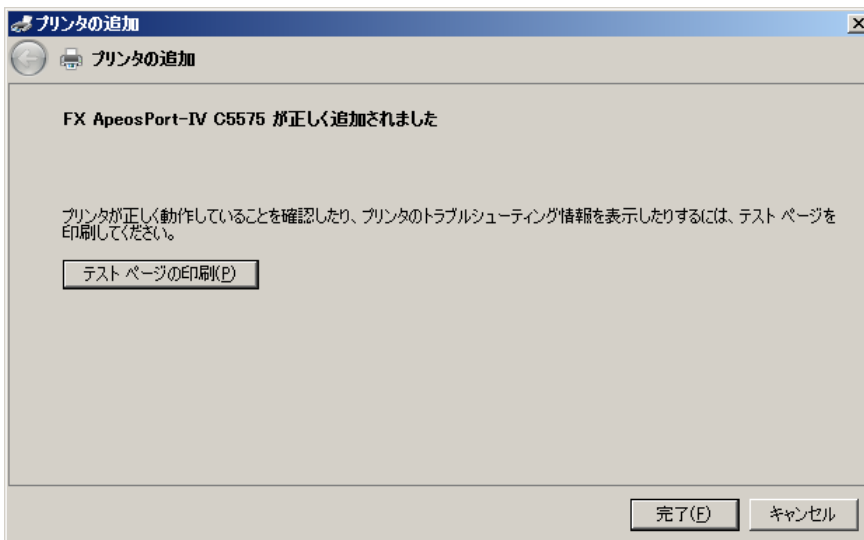 プリンタの追加
プリンタの追加
FX ApeosPort-IV C5575 が正しく追加されました
プリンタが正しく動作していることを確認したり、プリンタのトラブルシューティング情報を表示したりするには、テスト ページを
印刷してください。
テスト ページの印刷(P)
完了(F) キャンセル